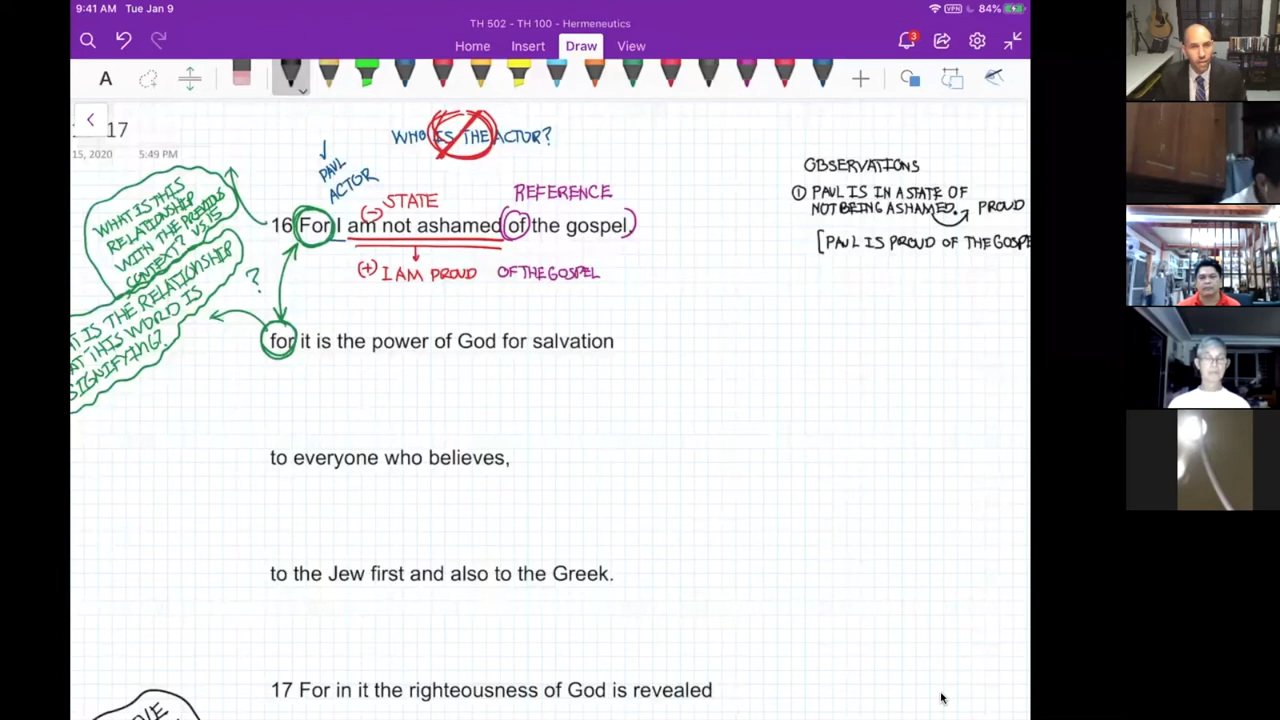 9:41 AM Tue Jan 9
VPN 84%
TH 502 - TH 100 - Hermeneutics
Home Insert Draw View
3
A
17
15, 2020 5:49 PM
WHO IS THE ACTOR?
PAUL
ACTOR
STATE
REFERENCE
(-)
16 For I am not ashamed of the gospel,)
(+) I AM PROUD OF THE GOSPEL
WHAT IS THIS
RELATIONSHIP
WITH THE PREVIOUS
CONTEXT? VS.15
?
IS THE RELATIONSHIP
THIS WORD IS
SIGNIFYING?
for it is the power of God for salvation
to everyone who believes,
to the Jew first and also to the Greek.
17 For in it the righteousness of God is revealed
OBSERVATIONS
① PAUL IS IN A STATE OF
NOT BEING ASHAMED. PROUD
[PAUL IS PROUD OF THE GOSPE